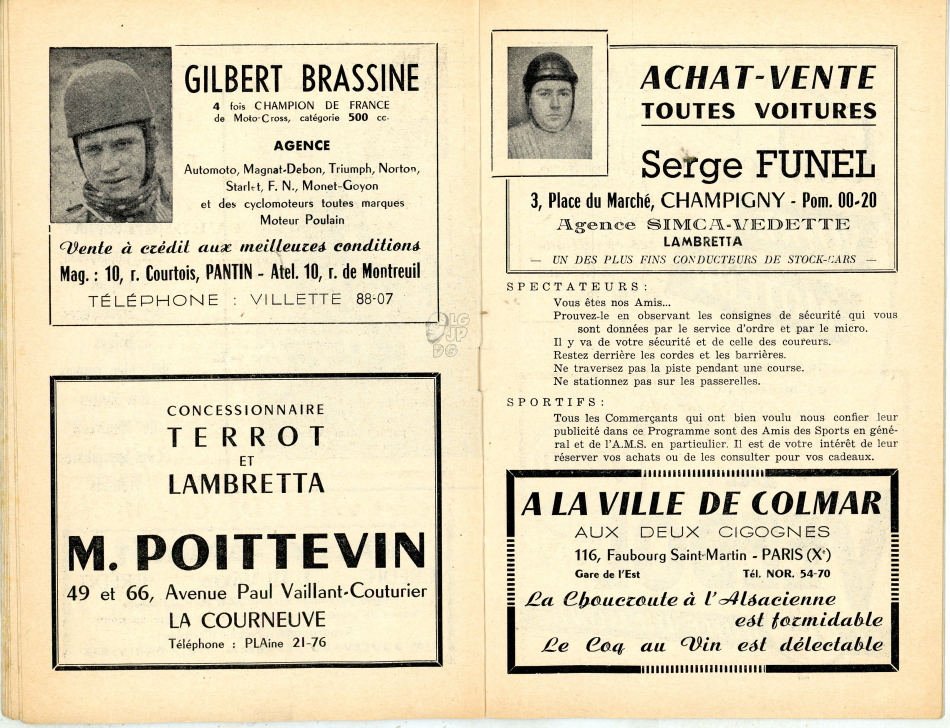 GILBERT BRASSINE
4 fois CHAMPION DE FRANCE
de Moto-Cross, catégorie 500 cc.
AGENCE
Automoto, Magnat-Debon, Triumph, Norton,
Starlet, F. N., Monet-Goyon
et des cyclomoteurs toutes marques
Moteur Poulain
Vente à crédit aux meilleures conditions
Mag. : 10, r. Courtois, PANTIN - Atel. 10, r. de Montreuil
TÉLÉPHONE : VILLETTE 88-07
CONCESSIONNAIRE
TERROT
ET
LAMBRETTA
M. POITTEVIN
49 et 66, Avenue Paul Vaillant-Couturier
LA COURNEUVE
Téléphone : PLAine 21-76
LG
JP
DG
ACHAT-VENTE
TOUTES VOITURES
Serge FUNEL
3, Place du Marché, CHAMPIGNY - Pom. 00-20
Agence SIMCA-VEDETTE
LAMBRETTA
— UN DES PLUS FINS CONDUCTEURS DE STOCK-CARS —
SPECTATEURS :
Vous êtes nos Amis...
Prouvez-le en observant les consignes de sécurité qui vous
sont données par le service d'ordre et par le micro.
Il y va de votre sécurité et de celle des coureurs.
Restez derrière les cordes et les barrières.
Ne traversez pas la piste pendant une course.
Ne stationnez pas sur les passerelles.
SPORTIFS :
Tous les Commerçants qui ont bien voulu nous confier leur
publicité dans ce Programme sont des Amis des Sports en géné-
ral et de l'A.M.S. en particulier. Il est de votre intérêt de leur
réserver vos achats ou de les consulter pour vos cadeaux.
A LA VILLE DE COLMAR
AUX DEUX CIGOGNES
116, Faubourg Saint-Martin - PARIS (Xe)
Gare de l'Est Tél. NOR. 54-70
La Choucroute à l'Alsacienne
est formidable
Le Coq au Vin est délectable